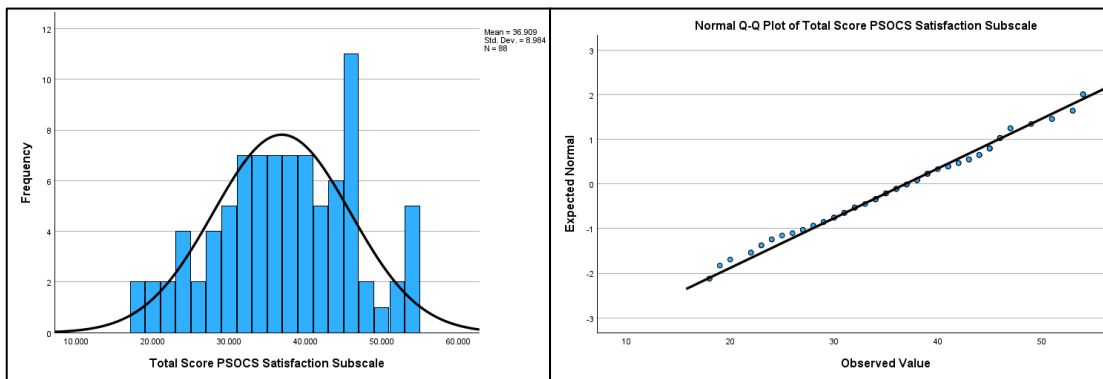 12
10
8
6
4
2
0
Frequency
10.000 20.000 30.000 40.000 50.000 60.000
Total Score PSOCS Satisfaction Subscale
Mean = 36.909
Std. Dev. = 8.984
N = 88
Normal Q-Q Plot of Total Score PSOCS Satisfaction Subscale
3
2
1
0
-1
-2
-3
Expected Normal
10 20 30 40 50
Observed Value